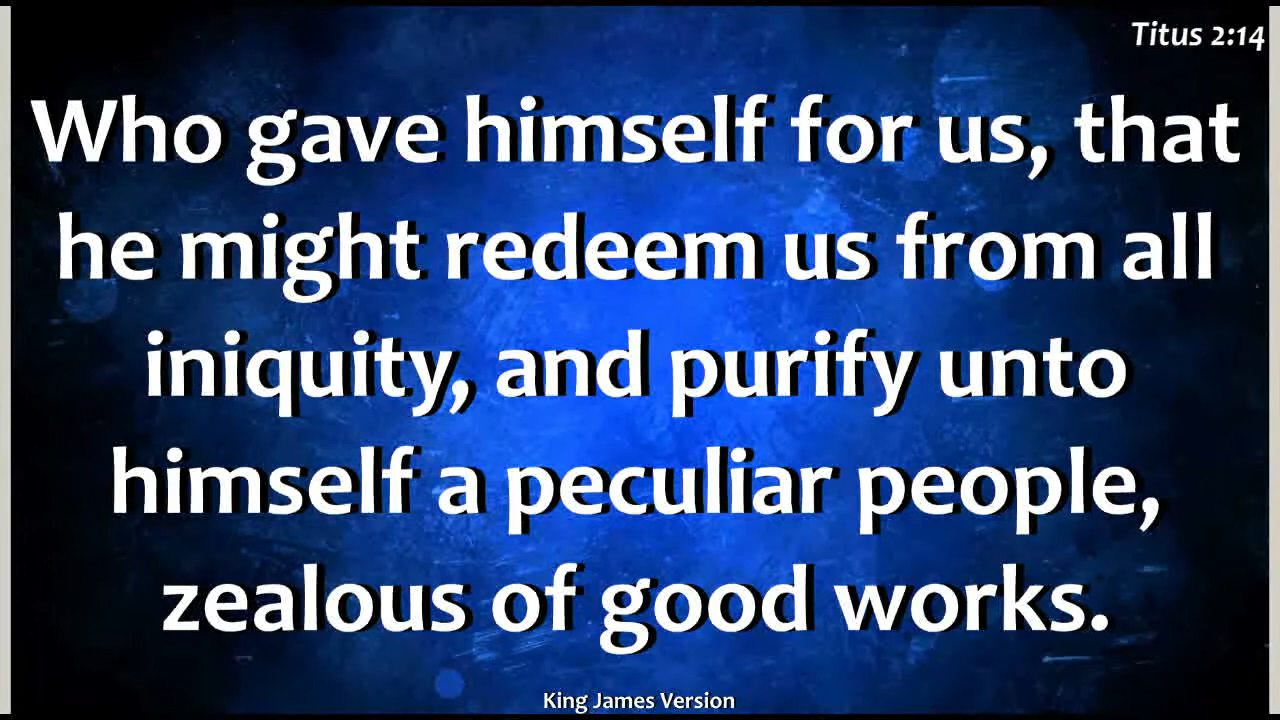 Titus 2:14
Who gave himself for us, that
he might redeem us from all
iniquity, and purify unto
himself a peculiar people,
zealous of good works.
King James Version